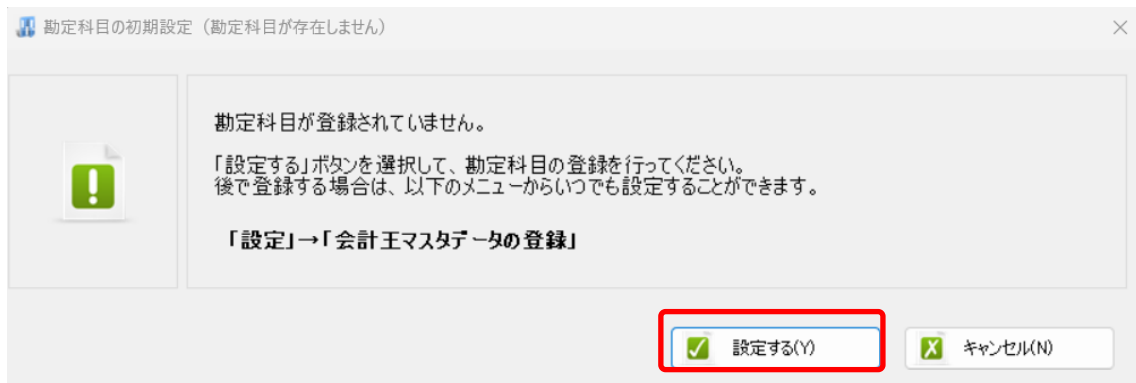 勘定科目の初期設定（勘定科目が存在しません）
勘定科目が登録されていません。
「設定する」ボタンを選択して、勘定科目の登録を行ってください。
後で登録する場合は、以下のメニューからいつでも設定することができます。
「設定」→「会計王マスタデータの登録」
設定する(Y)
キャンセル(N)